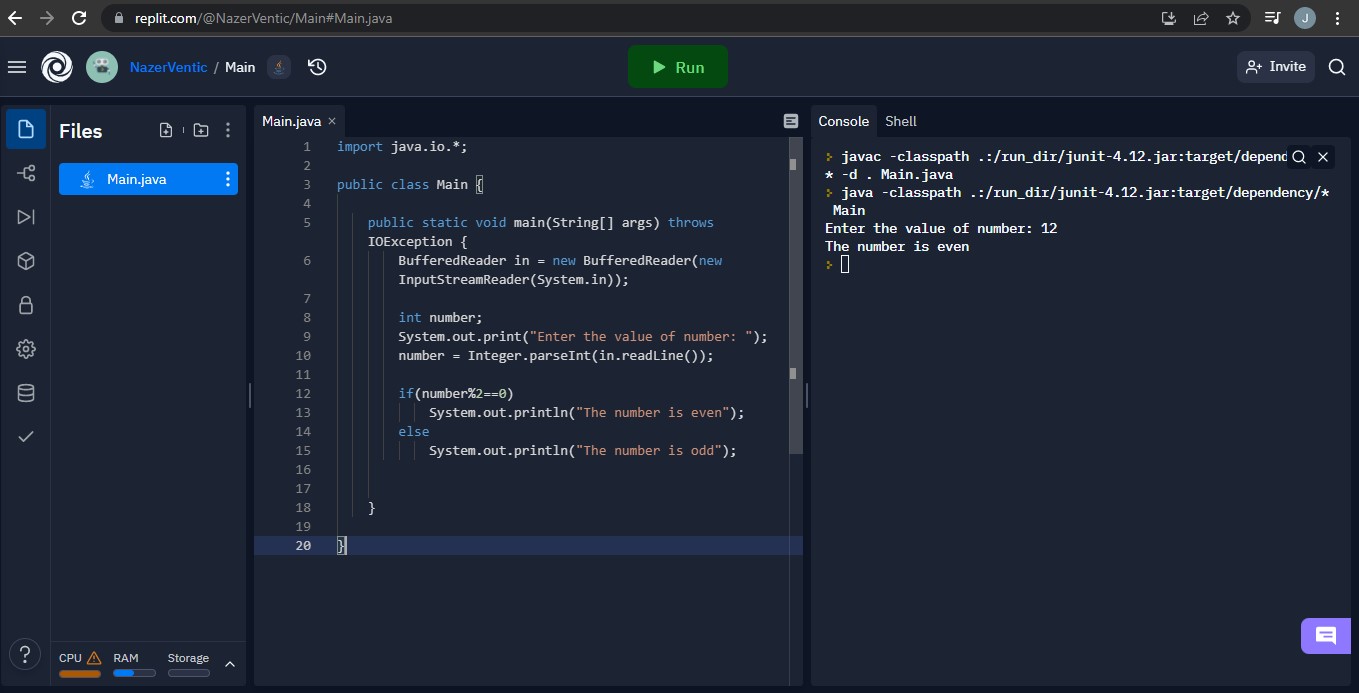 replit.com/@NazerVentic/Main#Main.java
J
NazerVentic / Main
Run
Invite
Files
Main.java
CPU RAM Storage
?
Main.java ×
1 import java.io.*;
2
3 public class Main {
4
5 public static void main(String[] args) throws
IOException {
6 BufferedReader in = new BufferedReader(new
InputStreamReader(System.in));
7
8 int number;
9 System.out.print("Enter the value of number: ");
10 number = Integer.parseInt(in.readLine());
11
12 if(number%2==0)
13 System.out.println("The number is even");
14 else
15 System.out.println("The number is odd");
16
17
18 }
19
20 }
Console Shell
javac -classpath .:/run_dir/junit-4.12.jar:target/depend
* -d . Main.java
java -classpath .:/run_dir/junit-4.12.jar:target/dependency/*
Main
Enter the value of number: 12
The number is even